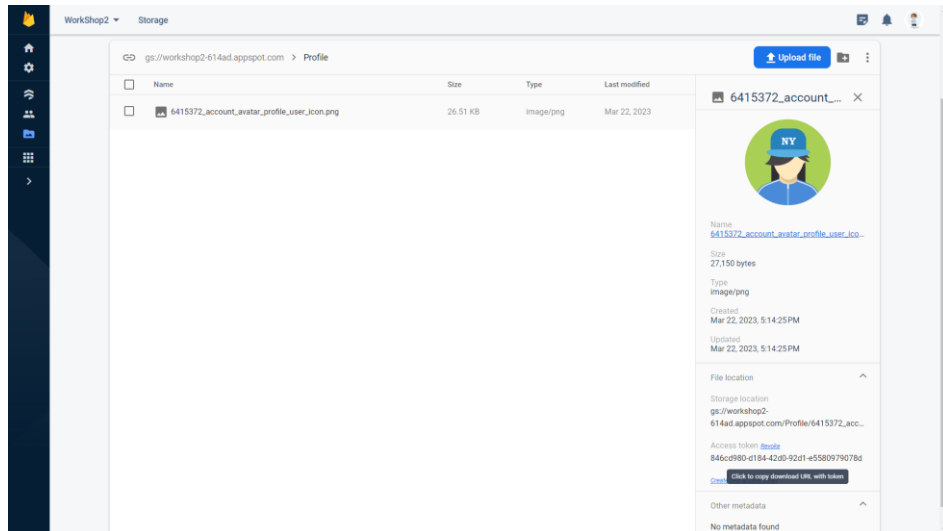 WorkShop2 Storage
gs://workshop2-614ad.appspot.com > Profile
Upload file
Name Size Type Last modified
6415372_account_avatar_profile_user_icon.png 26.51 KB image/png Mar 22, 2023
6415372_account_...
NY
Name
6415372_account_avatar_profile_user_ico...
Size
27,150 bytes
Type
image/png
Created
Mar 22, 2023, 5:14:25 PM
Updated
Mar 22, 2023, 5:14:25 PM
File location
Storage location
gs://workshop2-
614ad.appspot.com/Profile/6415372_acc...
Access token Revoke
846cd980-d184-42d0-92d1-e5580979078d
Click to copy download URL with token
Other metadata
No metadata found